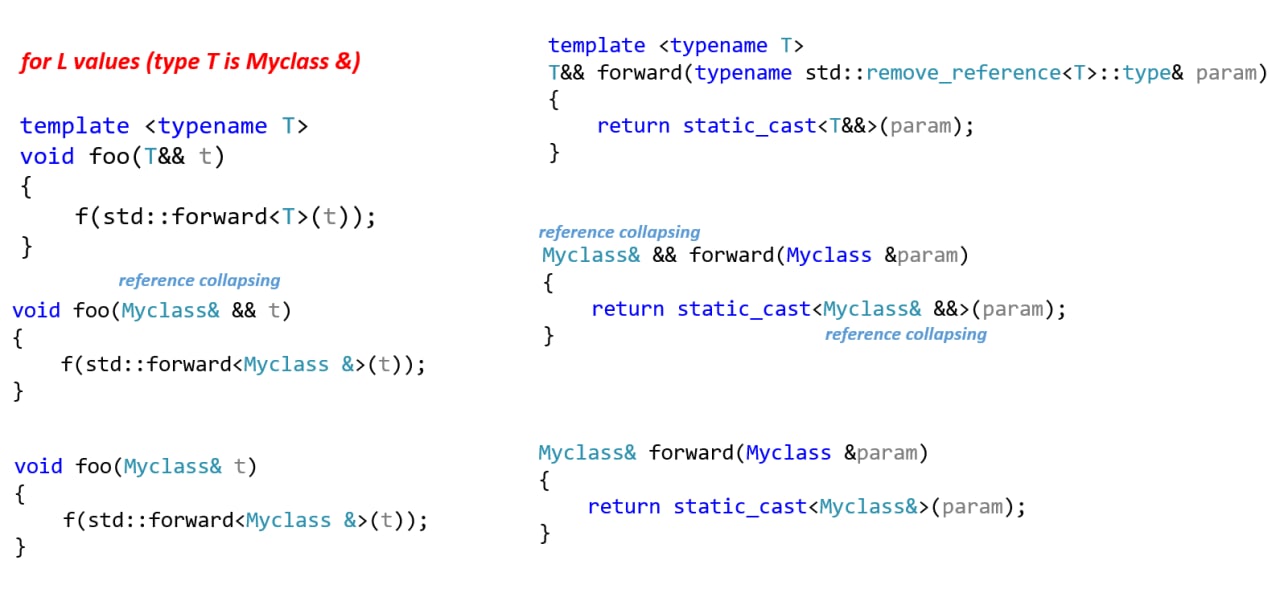 for L values (type T is Myclass &)
template <typename T>
void foo(T&& t)
{
    f(std::forward<T>(t));
}
reference collapsing
void foo(Myclass& && t)
{
    f(std::forward<Myclass &>(t));
}
void foo(Myclass& t)
{
    f(std::forward<Myclass &>(t));
}
template <typename T>
T&& forward(typename std::remove_reference<T>::type& param)
{
    return static_cast<T&&>(param);
}
reference collapsing
Myclass& && forward(Myclass &param)
{
    return static_cast<Myclass& &&>(param);
reference collapsing
}
Myclass& forward(Myclass &param)
{
    return static_cast<Myclass&>(param);
}